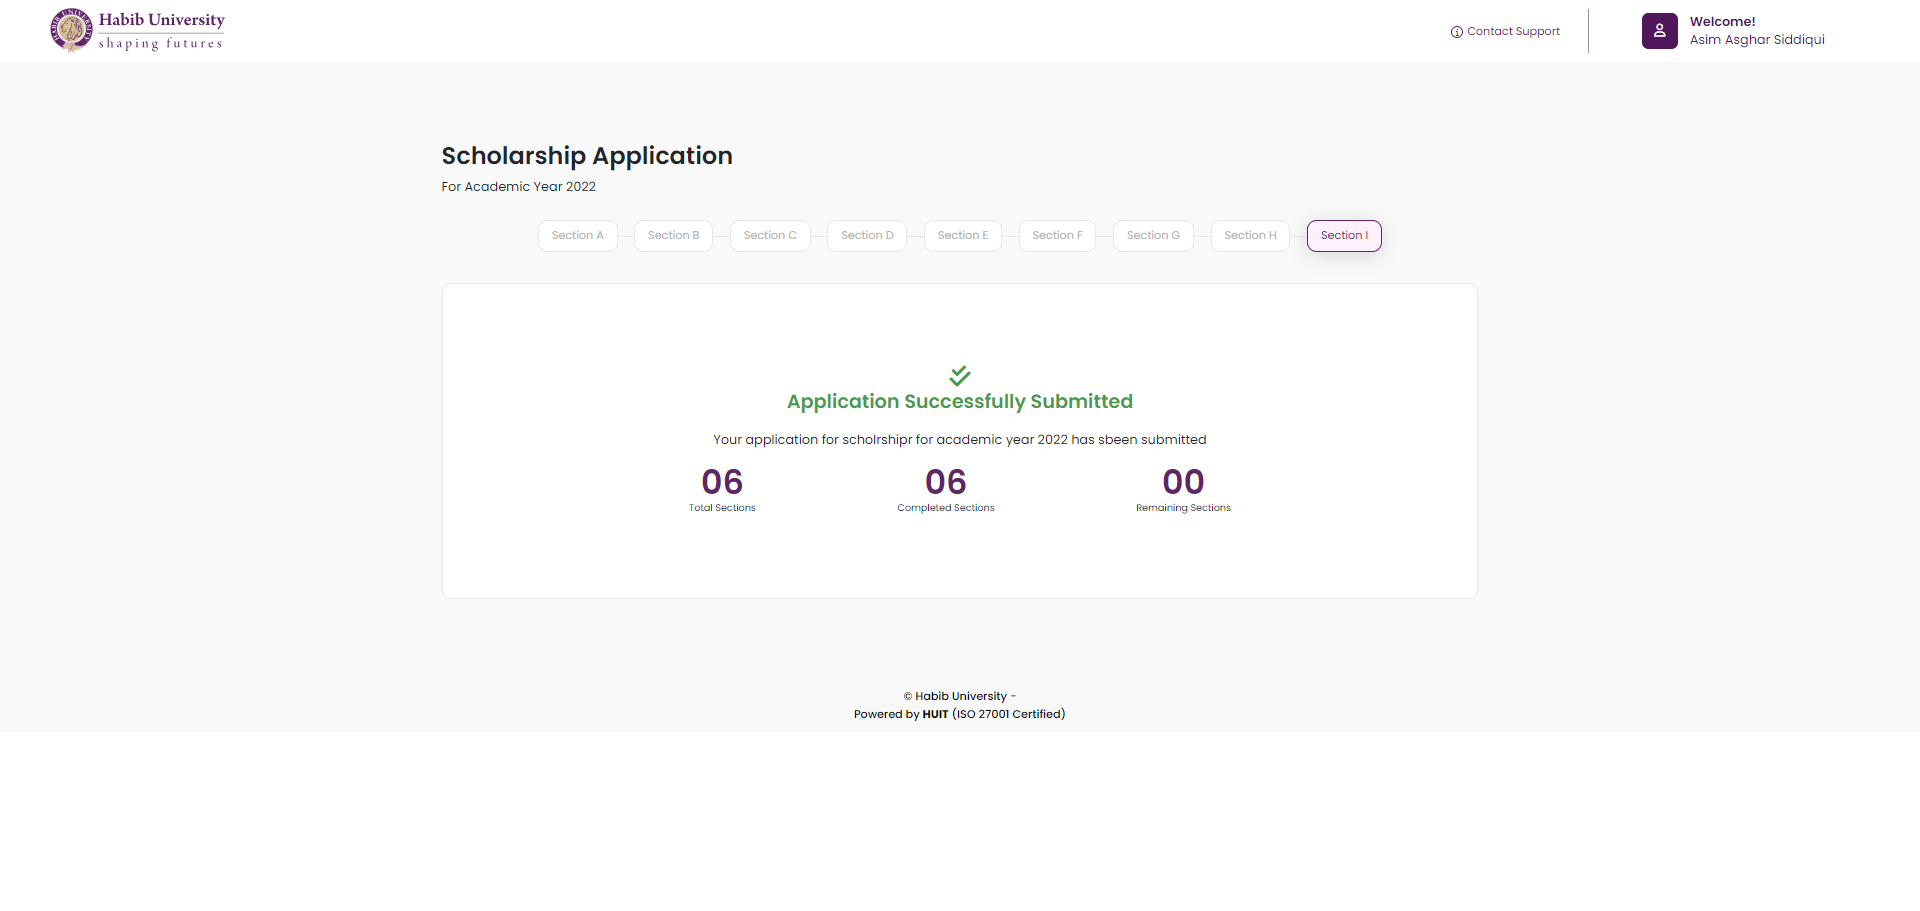 Habib University
shaping futures
Contact Support
Welcome!
Asim Asghar Siddiqui
Scholarship Application
For Academic Year 2022
Section A
Section B
Section C
Section D
Section E
Section F
Section G
Section H
Section I
Application Successfully Submitted
Your application for scholrshipr for academic year 2022 has sbeen submitted
06
06
00
Total Sections
Completed Sections
Remaining Sections
© Habib University -
Powered by HUIT (ISO 27001 Certified)